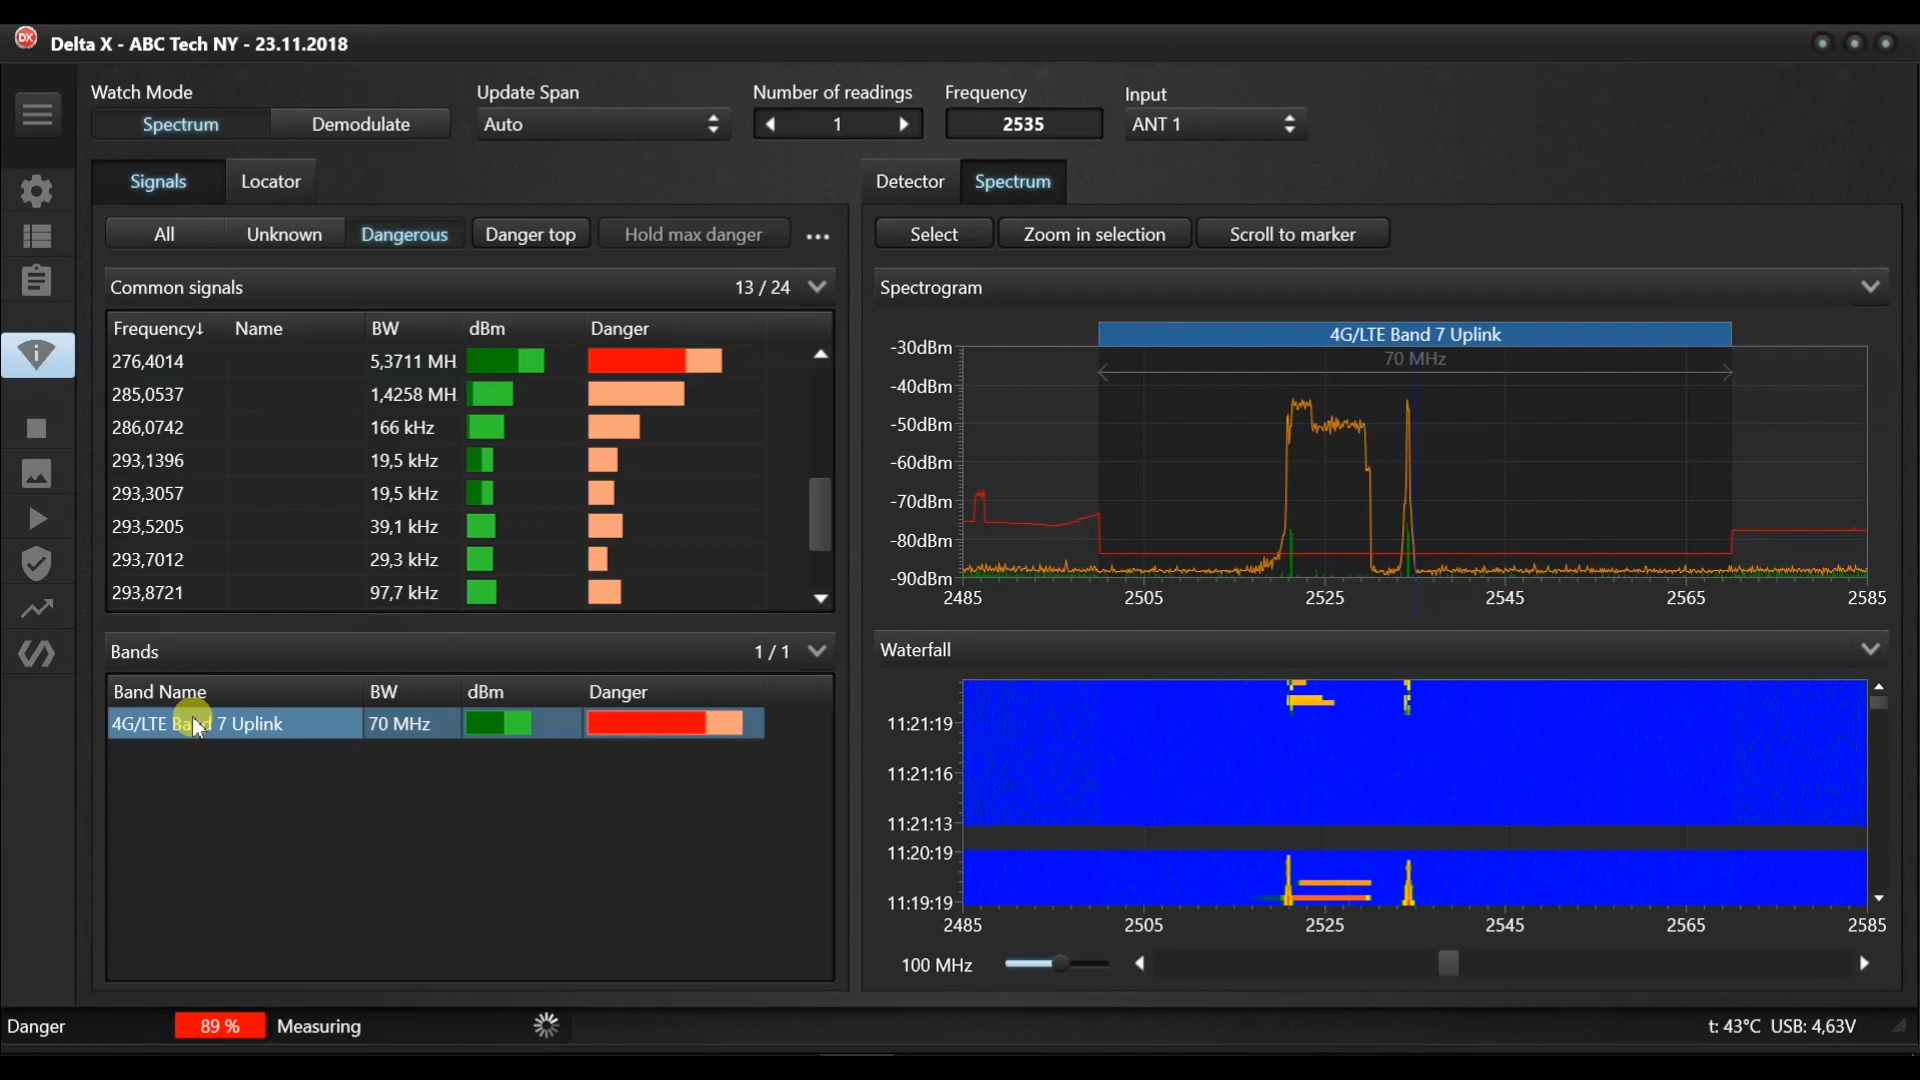 DX Delta X - ABC Tech NY - 23.11.2018
Watch Mode
Spectrum Demodulate
Update Span
Auto
Number of readings
1
Frequency
2535
Input
ANT 1
Signals Locator
All Unknown Dangerous Danger top Hold max danger ...
Common signals 13 / 24
Frequency↓ Name BW dBm Danger
276,4014 5,3711 MH
285,0537 1,4258 MH
286,0742 166 kHz
293,1396 19,5 kHz
293,3057 19,5 kHz
293,5205 39,1 kHz
293,7012 29,3 kHz
293,8721 97,7 kHz
Bands 1 / 1
Band Name BW dBm Danger
4G/LTE Band 7 Uplink 70 MHz
Detector Spectrum
Select Zoom in selection Scroll to marker
Spectrogram
4G/LTE Band 7 Uplink
70 MHz
-30dBm
-40dBm
-50dBm
-60dBm
-70dBm
-80dBm
-90dBm
2485 2505 2525 2545 2565 2585
Waterfall
11:21:19
11:21:16
11:21:13
11:20:19
11:19:19
2485 2505 2525 2545 2565 2585
100 MHz
Danger 89 % Measuring t: 43°C USB: 4,63V